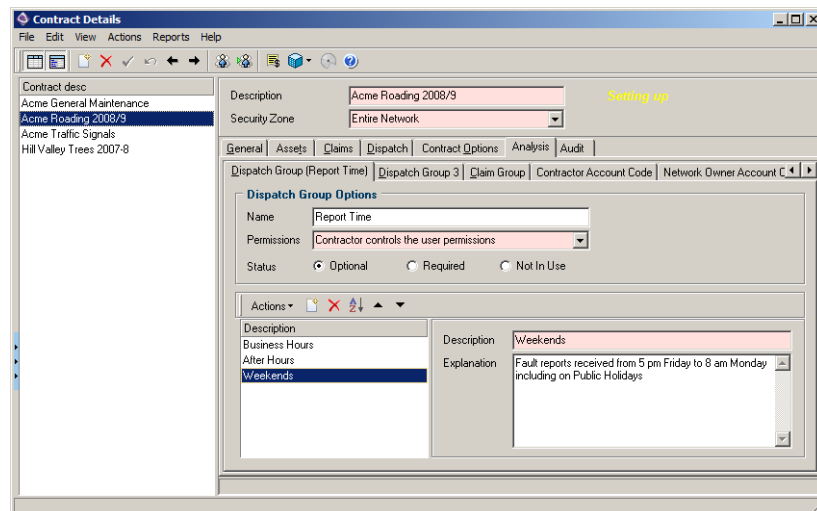 Contract Details
File Edit View Actions Reports Help
Contract desc
Acme General Maintenance
Acme Roading 2008/9
Acme Traffic Signals
Hill Valley Trees 2007-8
Description Acme Roading 2008/9 Setting up
Security Zone Entire Network
General Assets Claims Dispatch Contract Options Analysis Audit
Dispatch Group (Report Time) Dispatch Group 3 Claim Group Contractor Account Code Network Owner Account C
Dispatch Group Options
Name Report Time
Permissions Contractor controls the user permissions
Status Optional Required Not In Use
Actions
Description
Business Hours
After Hours
Weekends
Description Weekends
Explanation Fault reports received from 5 pm Friday to 8 am Monday
including on Public Holidays